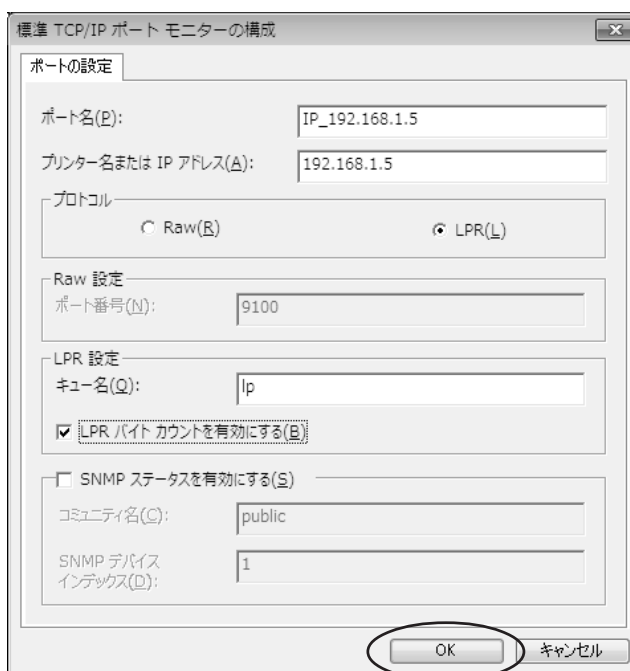 標準 TCP/IP ポート モニターの構成
ポートの設定
ポート名(P): IP_192.168.1.5
プリンター名または IP アドレス(A): 192.168.1.5
プロトコル
Raw(R) LPR(L)
Raw 設定
ポート番号(N): 9100
LPR 設定
キュー名(Q): lp
LPR バイト カウントを有効にする(B)
SNMP ステータスを有効にする(S)
コミュニティ名(C): public
SNMP デバイス 1
インデックス(D):
OK キャンセル